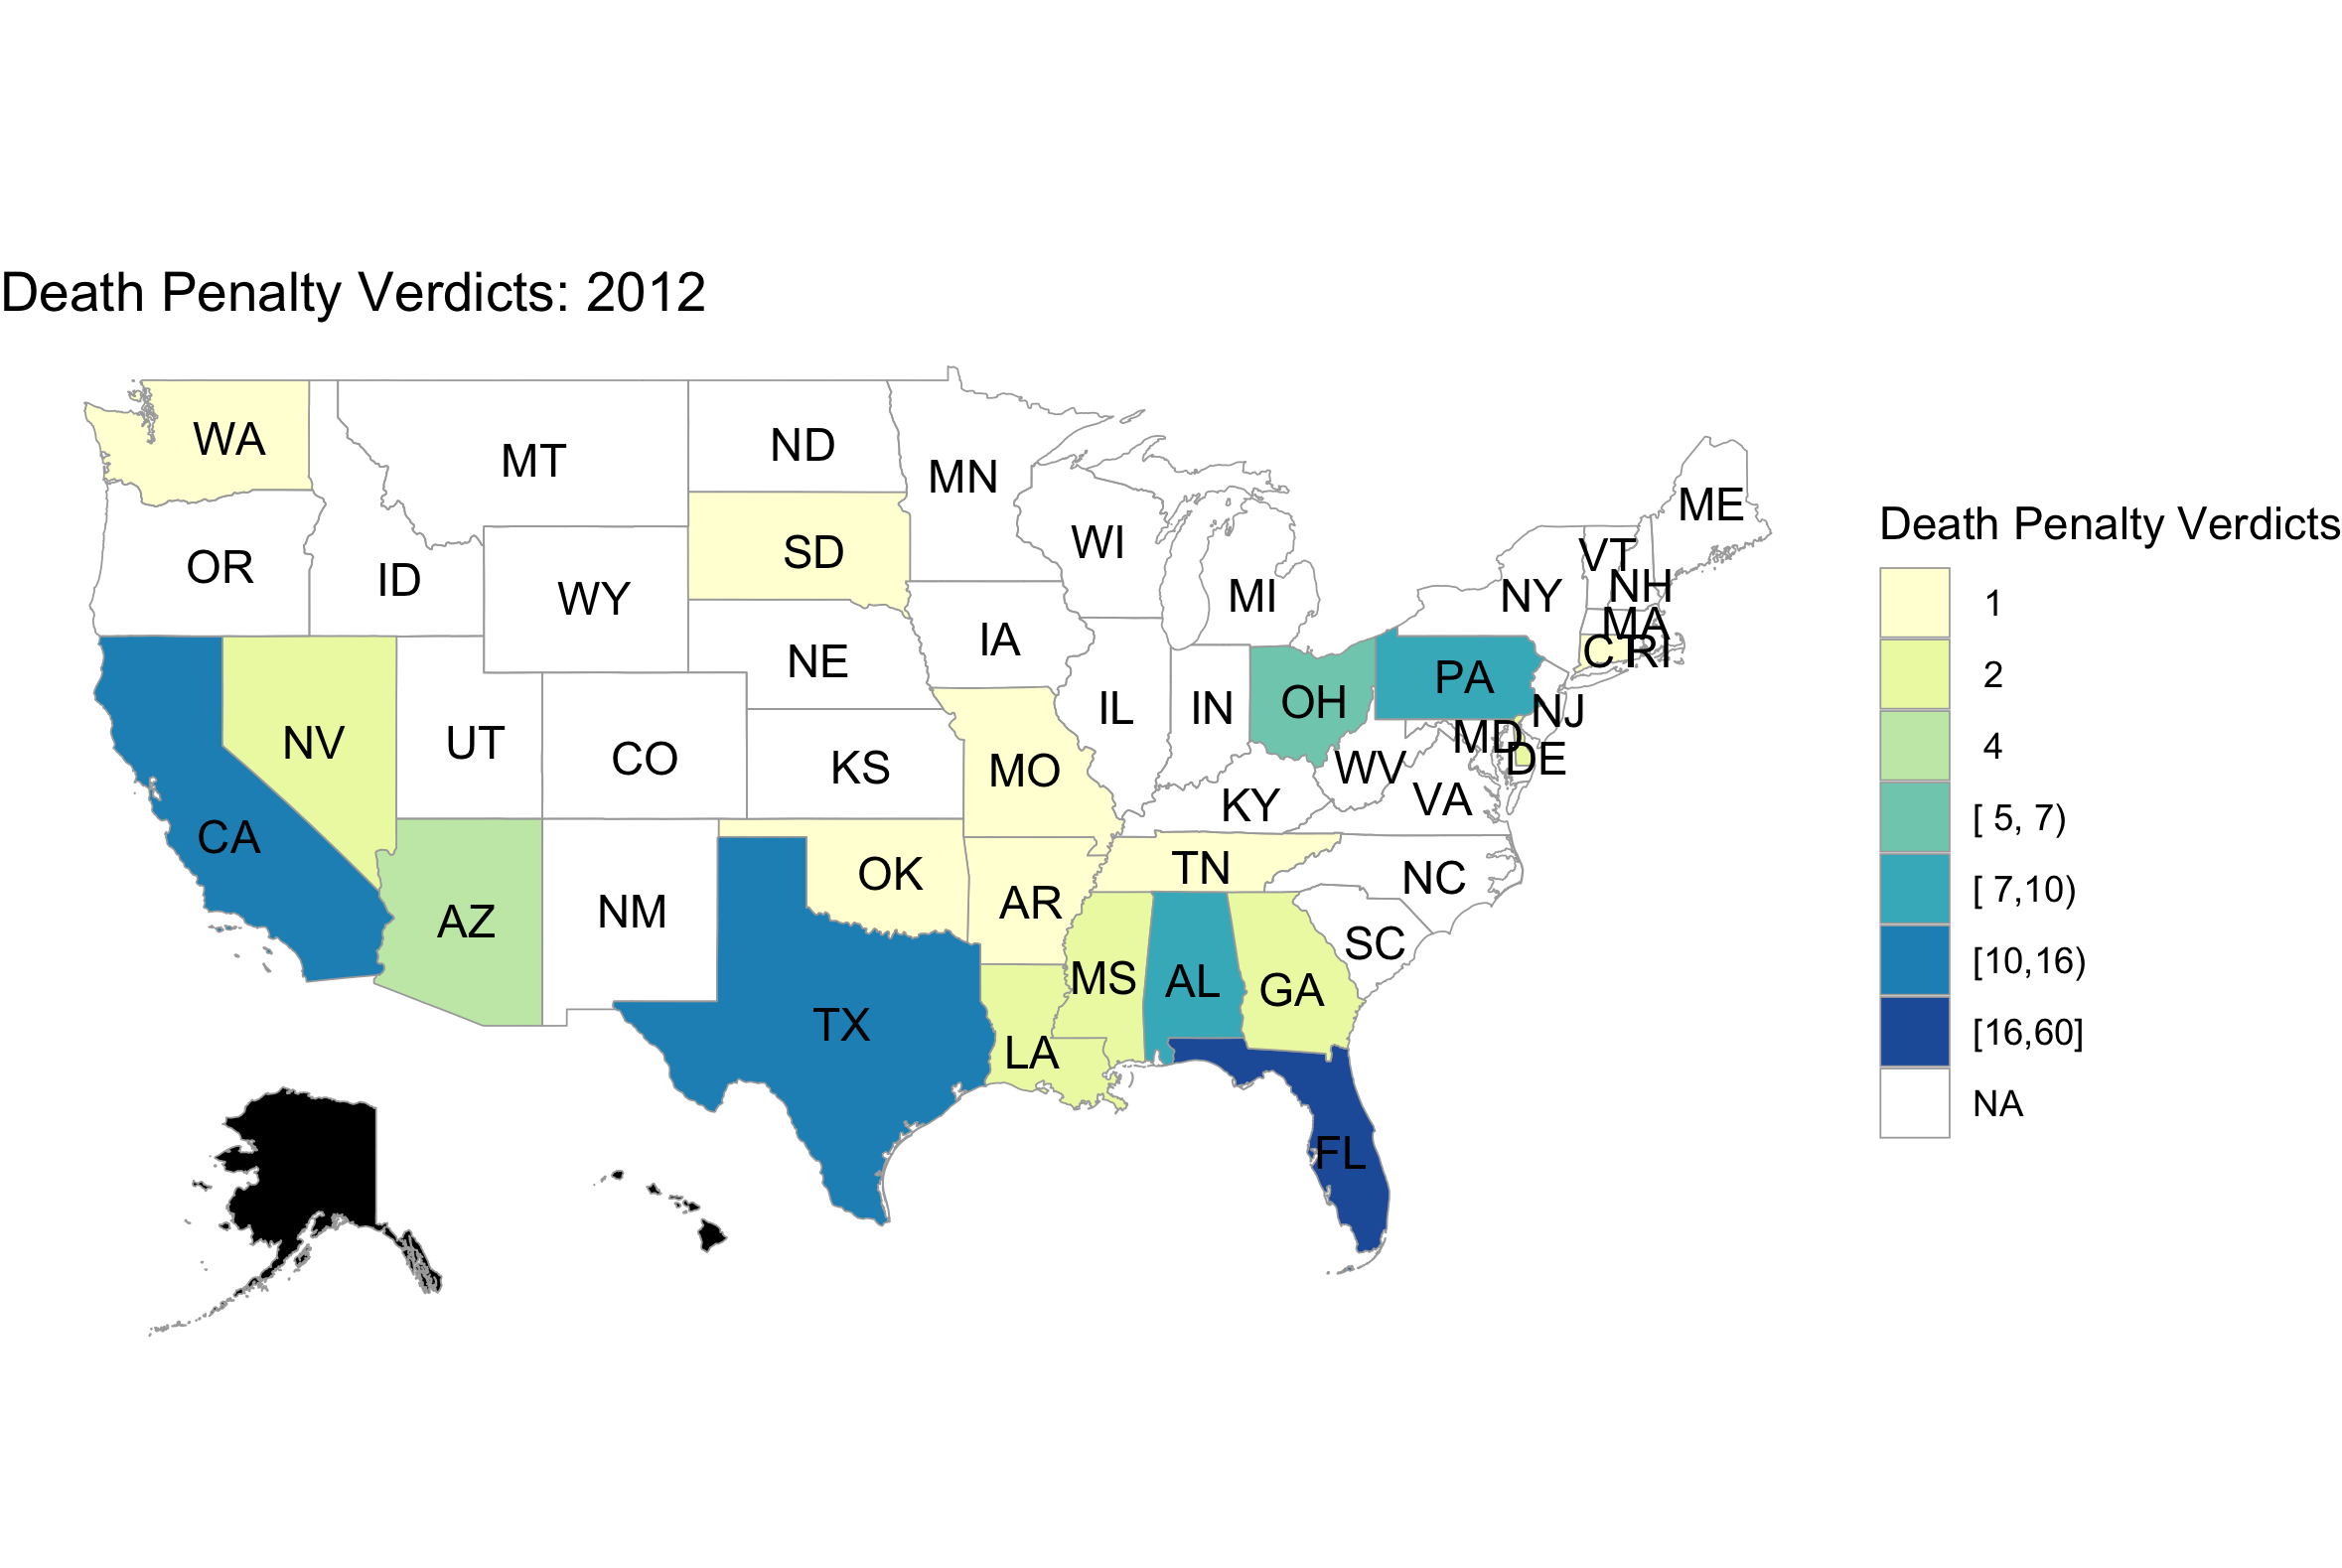 Death Penalty Verdicts: 2012
WA
MT
ND
MN
ME
OR
ID
WY
SD
WI
MI
NY
VT
NH
MA
CT
RI
NE
IA
PA
NV
UT
CO
KS
MO
IL
IN
OH
NJ
MD
DE
WV
VA
KY
CA
AZ
NM
OK
AR
TN
NC
SC
TX
LA
MS
AL
GA
FL
Death Penalty Verdicts
1
2
4
[ 5, 7)
[ 7,10)
[10,16)
[16,60]
NA